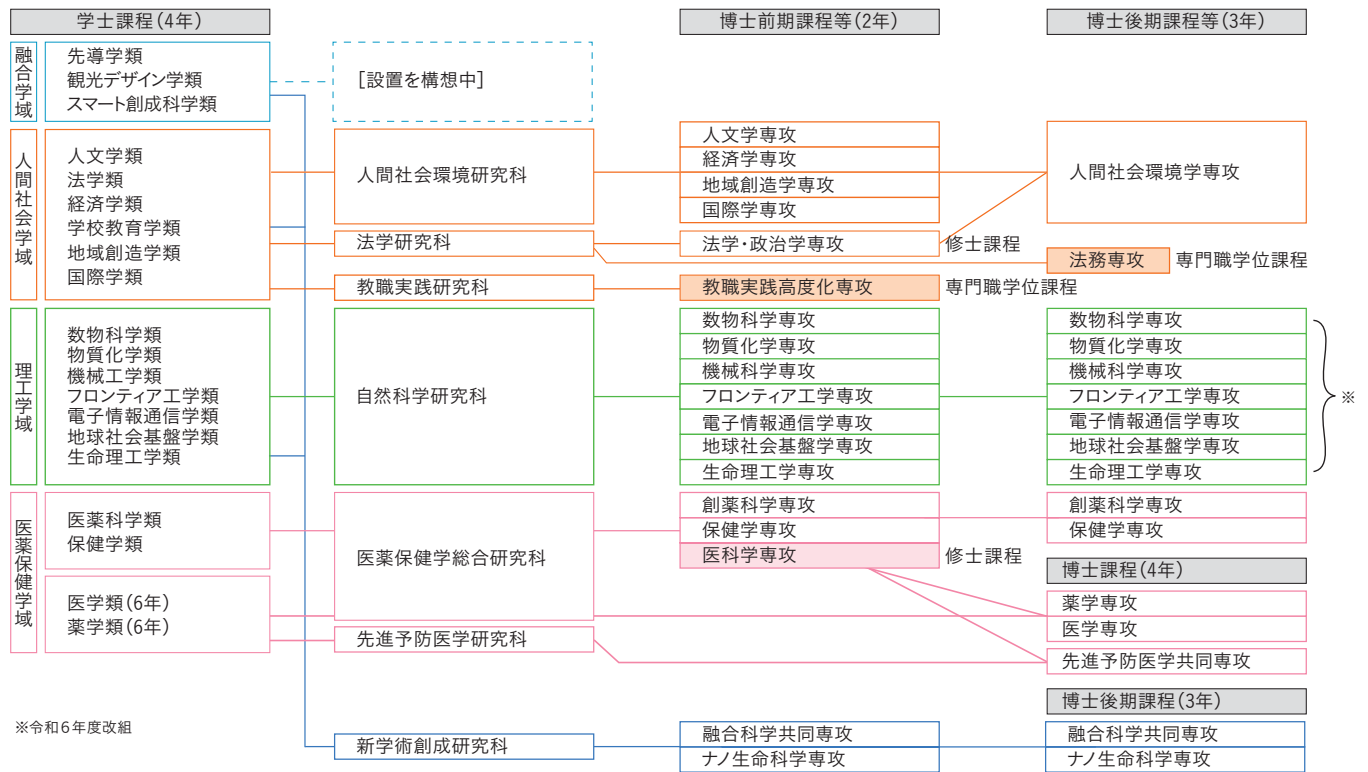 学士課程(4年)
博士前期課程等(2年)
博士後期課程等(3年)
融合学域
先導学類
観光デザイン学類
スマート創成科学類
[設置を構想中]
人間社会学域
人文学類
法学類
経済学類
学校教育学類
地域創造学類
国際学類
人間社会環境研究科
人文学専攻
経済学専攻
地域創造学専攻
国際学専攻
人間社会環境学専攻
法学研究科
法学・政治学専攻 修士課程
法務専攻 専門職学位課程
教職実践研究科
教職実践高度化専攻 専門職学位課程
理工学域
数物科学類
物質化学類
機械工学類
フロンティア工学類
電子情報通信学類
地球社会基盤学類
生命理工学類
自然科学研究科
数物科学専攻
物質化学専攻
機械科学専攻
フロンティア工学専攻
電子情報通信学専攻
地球社会基盤学専攻
生命理工学専攻
数物科学専攻
物質化学専攻
機械科学専攻
フロンティア工学専攻
電子情報通信学専攻
地球社会基盤学専攻
生命理工学専攻
※
医薬保健学域
医薬科学類
保健学類
医学類(6年)
薬学類(6年)
医薬保健学総合研究科
創薬科学専攻
保健学専攻
医科学専攻 修士課程
創薬科学専攻
保健学専攻
博士課程(4年)
薬学専攻
医学専攻
先進予防医学研究科
先進予防医学共同専攻
博士後期課程(3年)
※令和6年度改組
新学術創成研究科
融合科学共同専攻
ナノ生命科学専攻
融合科学共同専攻
ナノ生命科学専攻